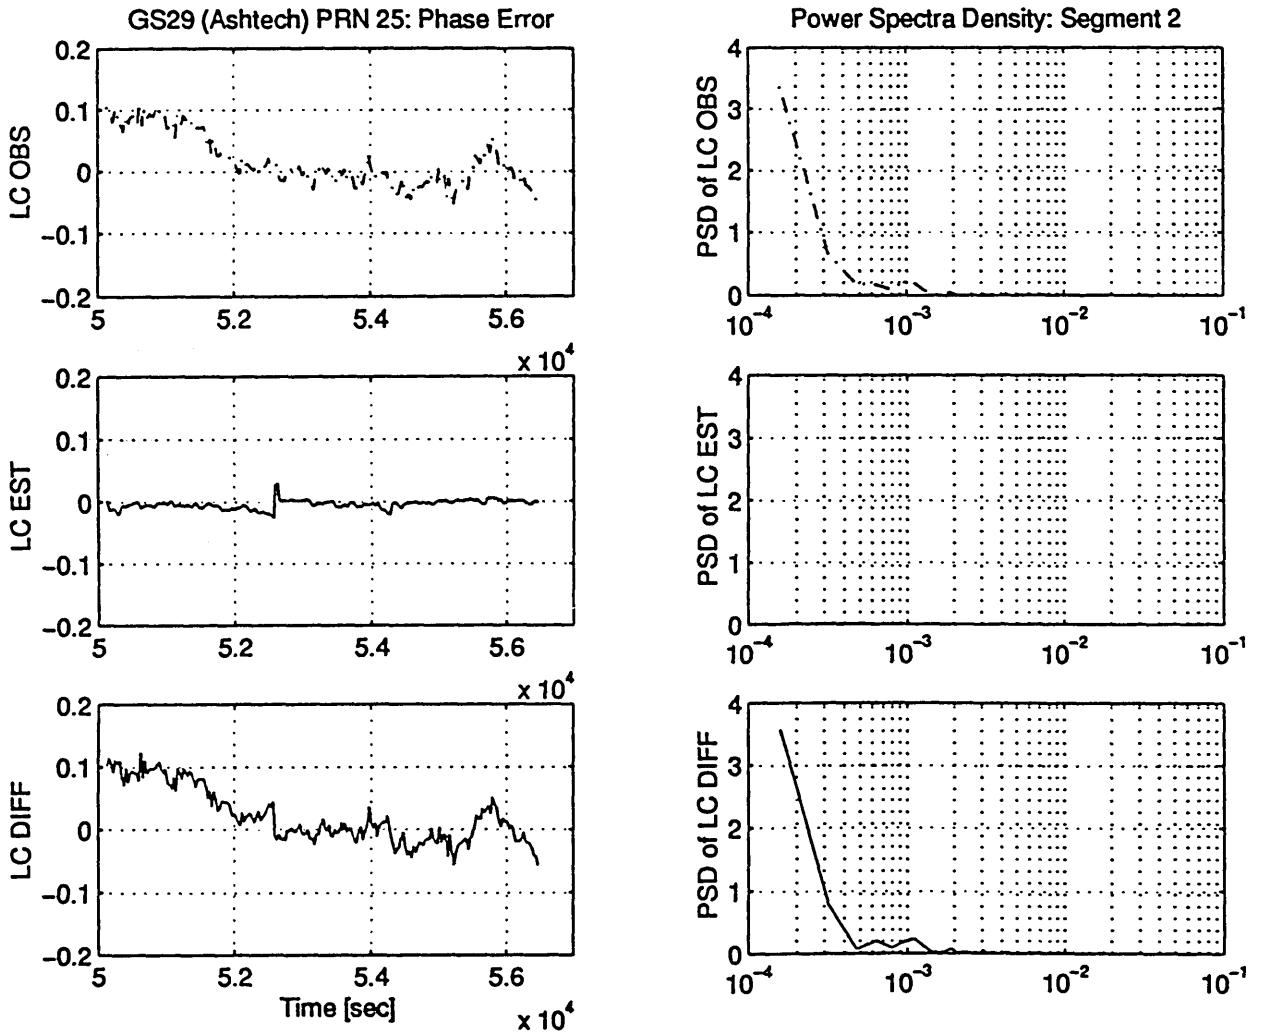 GS29 (Ashtech) PRN 25: Phase Error
0.2
0.1
0
−0.1
−0.2
LC OBS
5 5.2 5.4 5.6
x 10^4
Power Spectra Density: Segment 2
4
3
2
1
0
PSD of LC OBS
10^-4 10^-3 10^-2 10^-1
0.2
0.1
0
−0.1
−0.2
LC EST
5 5.2 5.4 5.6
x 10^4
4
3
2
1
0
PSD of LC EST
10^-4 10^-3 10^-2 10^-1
0.2
0.1
0
−0.1
−0.2
LC DIFF
5 5.2 5.4 5.6
Time [sec]
x 10^4
4
3
2
1
0
PSD of LC DIFF
10^-4 10^-3 10^-2 10^-1